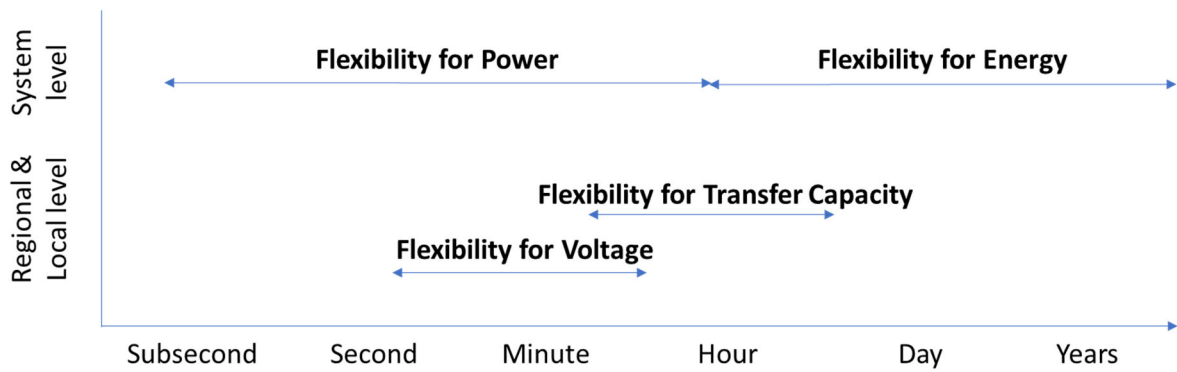 System
level
Flexibility for Power
Flexibility for Energy
Regional &
Local level
Flexibility for Transfer Capacity
Flexibility for Voltage
Subsecond
Second
Minute
Hour
Day
Years